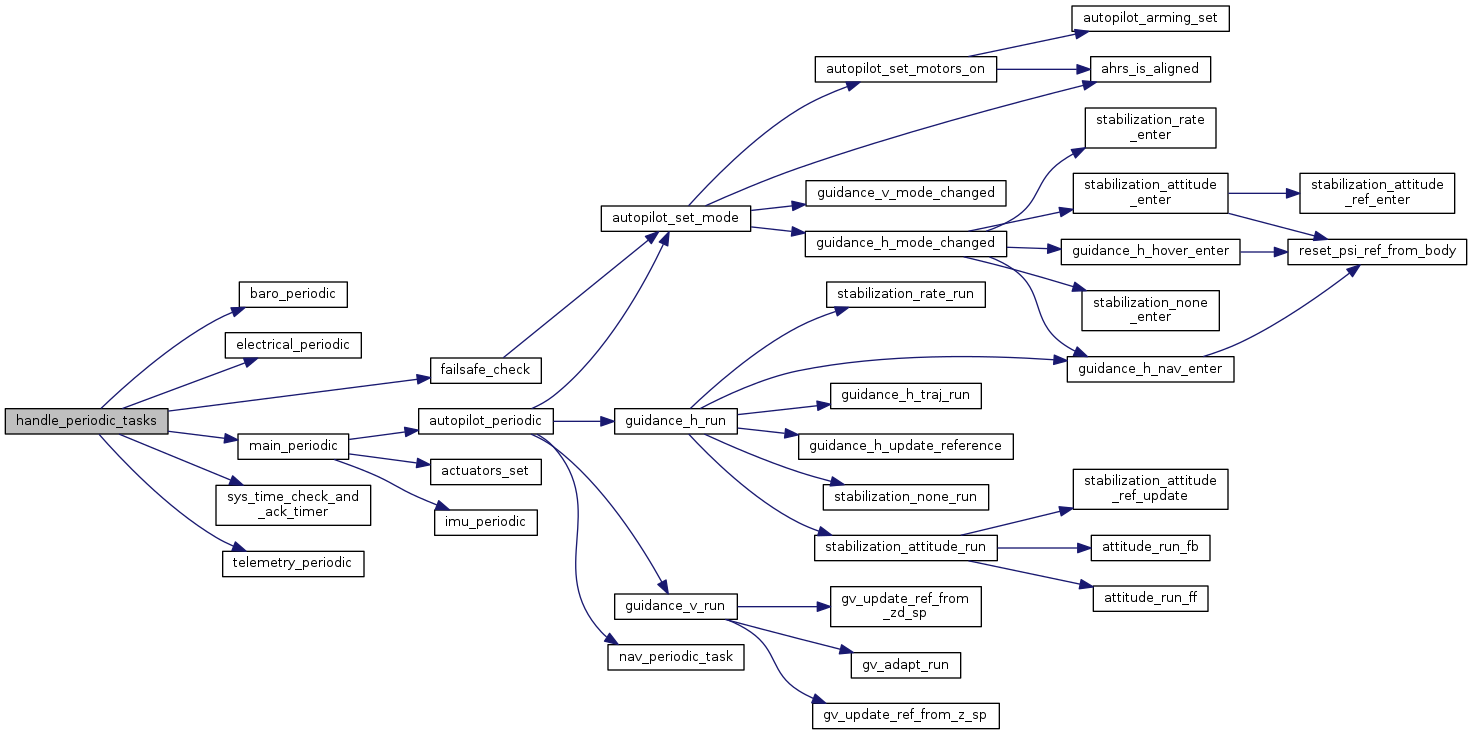 handle_periodic_tasks
baro_periodic
electrical_periodic
failsafe_check
main_periodic
sys_time_check_and
_ack_timer
telemetry_periodic
autopilot_periodic
actuators_set
imu_periodic
autopilot_set_mode
guidance_h_run
guidance_v_run
nav_periodic_task
autopilot_set_motors_on
guidance_v_mode_changed
guidance_h_mode_changed
stabilization_rate_run
guidance_h_traj_run
guidance_h_update_reference
stabilization_none_run
stabilization_attitude_run
gv_update_ref_from
_zd_sp
gv_adapt_run
gv_update_ref_from_z_sp
autopilot_arming_set
ahrs_is_aligned
stabilization_rate
_enter
stabilization_attitude
_enter
guidance_h_hover_enter
stabilization_none
_enter
guidance_h_nav_enter
stabilization_attitude
_ref_update
attitude_run_fb
attitude_run_ff
stabilization_attitude
_ref_enter
reset_psi_ref_from_body